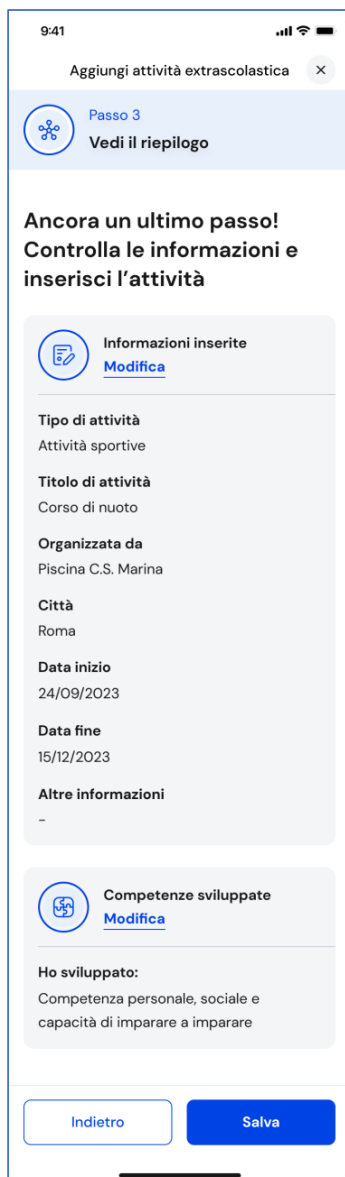 9:41
Aggiungi attività extrascolastica
Passo 3
Vedi il riepilogo
Ancora un ultimo passo!
Controlla le informazioni e
inserisci l’attività
Informazioni inserite
Modifica
Tipo di attività
Attività sportive
Titolo di attività
Corso di nuoto
Organizzata da
Piscina C.S. Marina
Città
Roma
Data inizio
24/09/2023
Data fine
15/12/2023
Altre informazioni
-
Competenze sviluppate
Modifica
Ho sviluppato:
Competenza personale, sociale e
capacità di imparare a imparare
Indietro
Salva